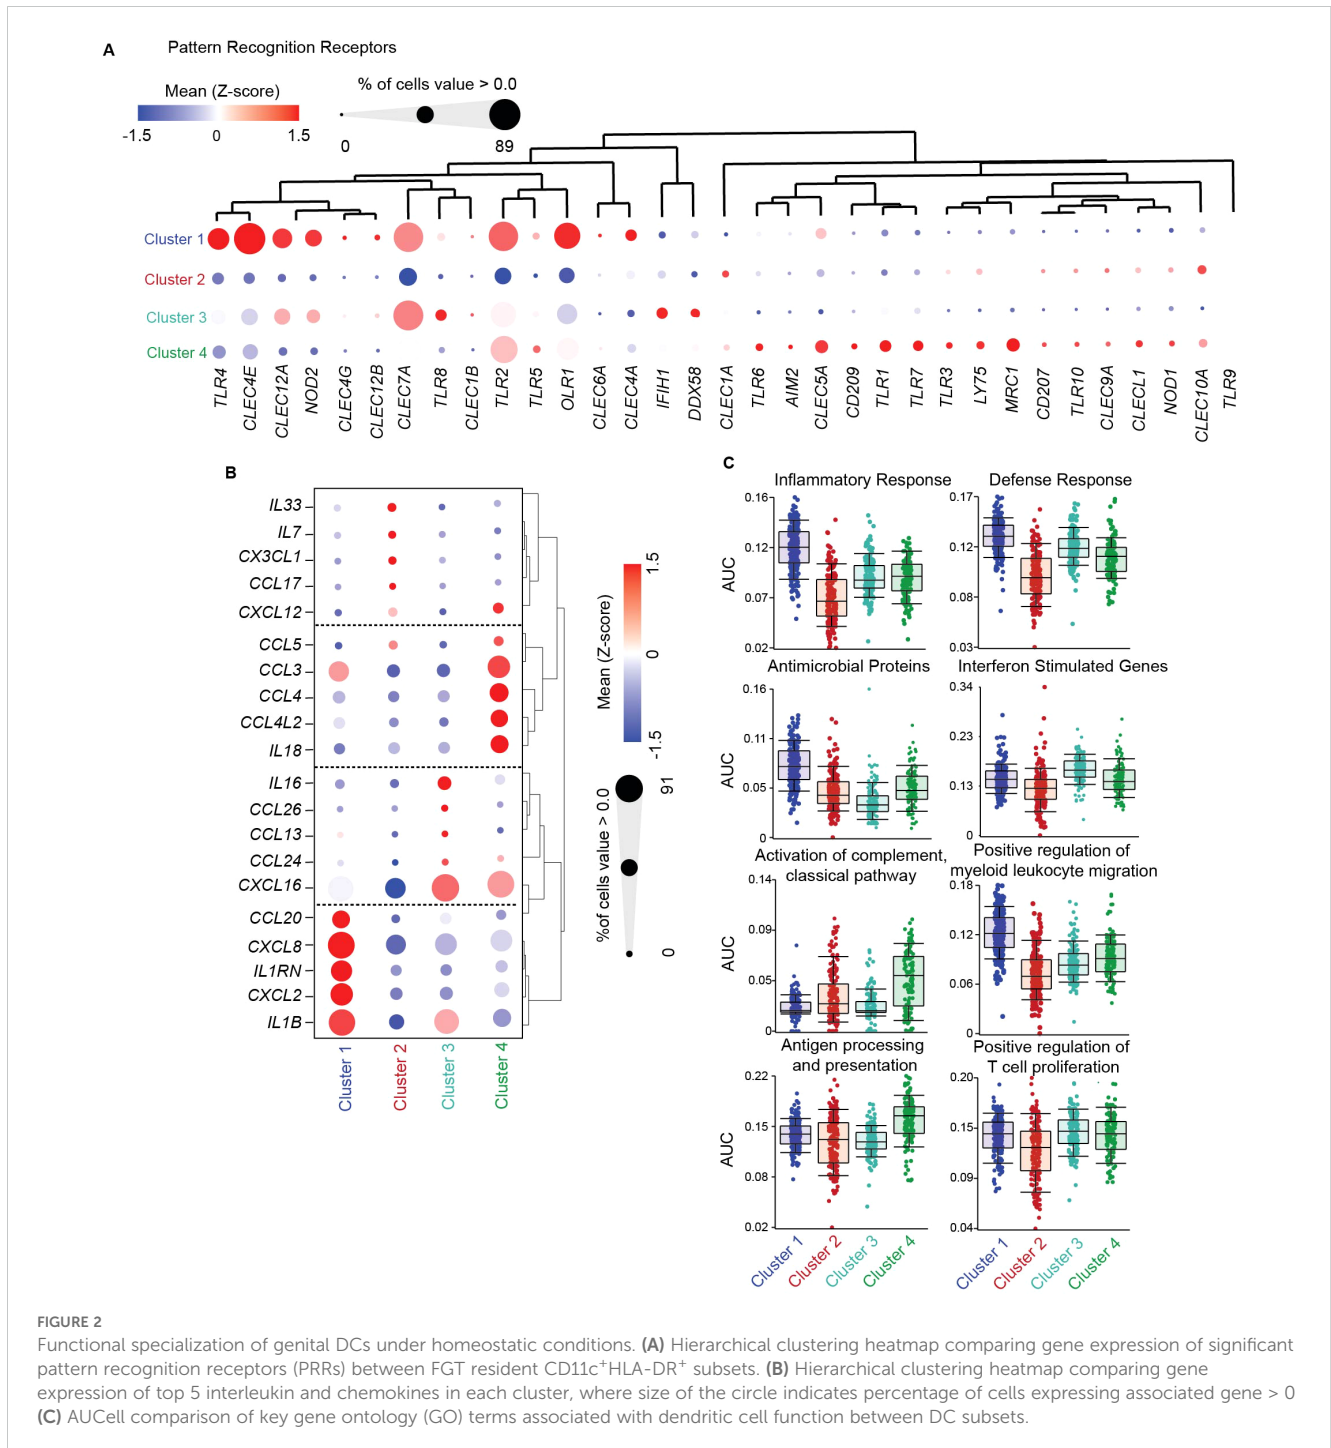 A
Pattern Recognition Receptors
Mean (Z-score)
-1.5 0 1.5
% of cells value > 0.0
0 89
Cluster 1
Cluster 2
Cluster 3
Cluster 4
TLR4
CLEC4E
CLEC12A
NOD2
CLEC4G
CLEC12B
CLEC7A
TLR8
CLEC1B
TLR2
TLR5
OLR1
CLEC6A
CLEC4A
IFIH1
DDX58
CLEC1A
TLR6
AIM2
CLEC5A
CD209
TLR1
TLR7
TLR3
LY75
MRC1
CD207
TLR10
CLEC9A
CLECL1
NOD1
CLEC10A
TLR9
B
IL33
IL7
CX3CL1
CCL17
CXCL12
CCL5
CCL3
CCL4
CCL4L2
IL18
IL16
CCL26
CCL13
CCL24
CXCL16
CCL20
CXCL8
IL1RN
CXCL2
IL1B
Cluster 1
Cluster 2
Cluster 3
Cluster 4
Mean (Z-score)
1.5
0
-1.5
%of cells value > 0.0
91
0
C
Inflammatory Response
AUC
0.16
0.12
0.07
0.02
Defense Response
0.17
0.12
0.08
0.03
Antimicrobial Proteins
AUC
0.16
0.11
0.05
0
Interferon Stimulated Genes
0.34
0.23
0.13
0
Activation of complement,
classical pathway
AUC
0.14
0.09
0.05
0
Positive regulation of
myeloid leukocyte migration
0.18
0.12
0.06
0
Antigen processing
and presentation
AUC
0.22
0.15
0.08
0.02
Positive regulation of
T cell proliferation
0.20
0.15
0.09
0.04
Cluster 1
Cluster 2
Cluster 3
Cluster 4
Cluster 1
Cluster 2
Cluster 3
Cluster 4
FIGURE 2
Functional specialization of genital DCs under homeostatic conditions. (A) Hierarchical clustering heatmap comparing gene expression of significant
pattern recognition receptors (PRRs) between FGT resident CD11c⁺HLA-DR⁺ subsets. (B) Hierarchical clustering heatmap comparing gene
expression of top 5 interleukin and chemokines in each cluster, where size of the circle indicates percentage of cells expressing associated gene > 0
(C) AUCell comparison of key gene ontology (GO) terms associated with dendritic cell function between DC subsets.